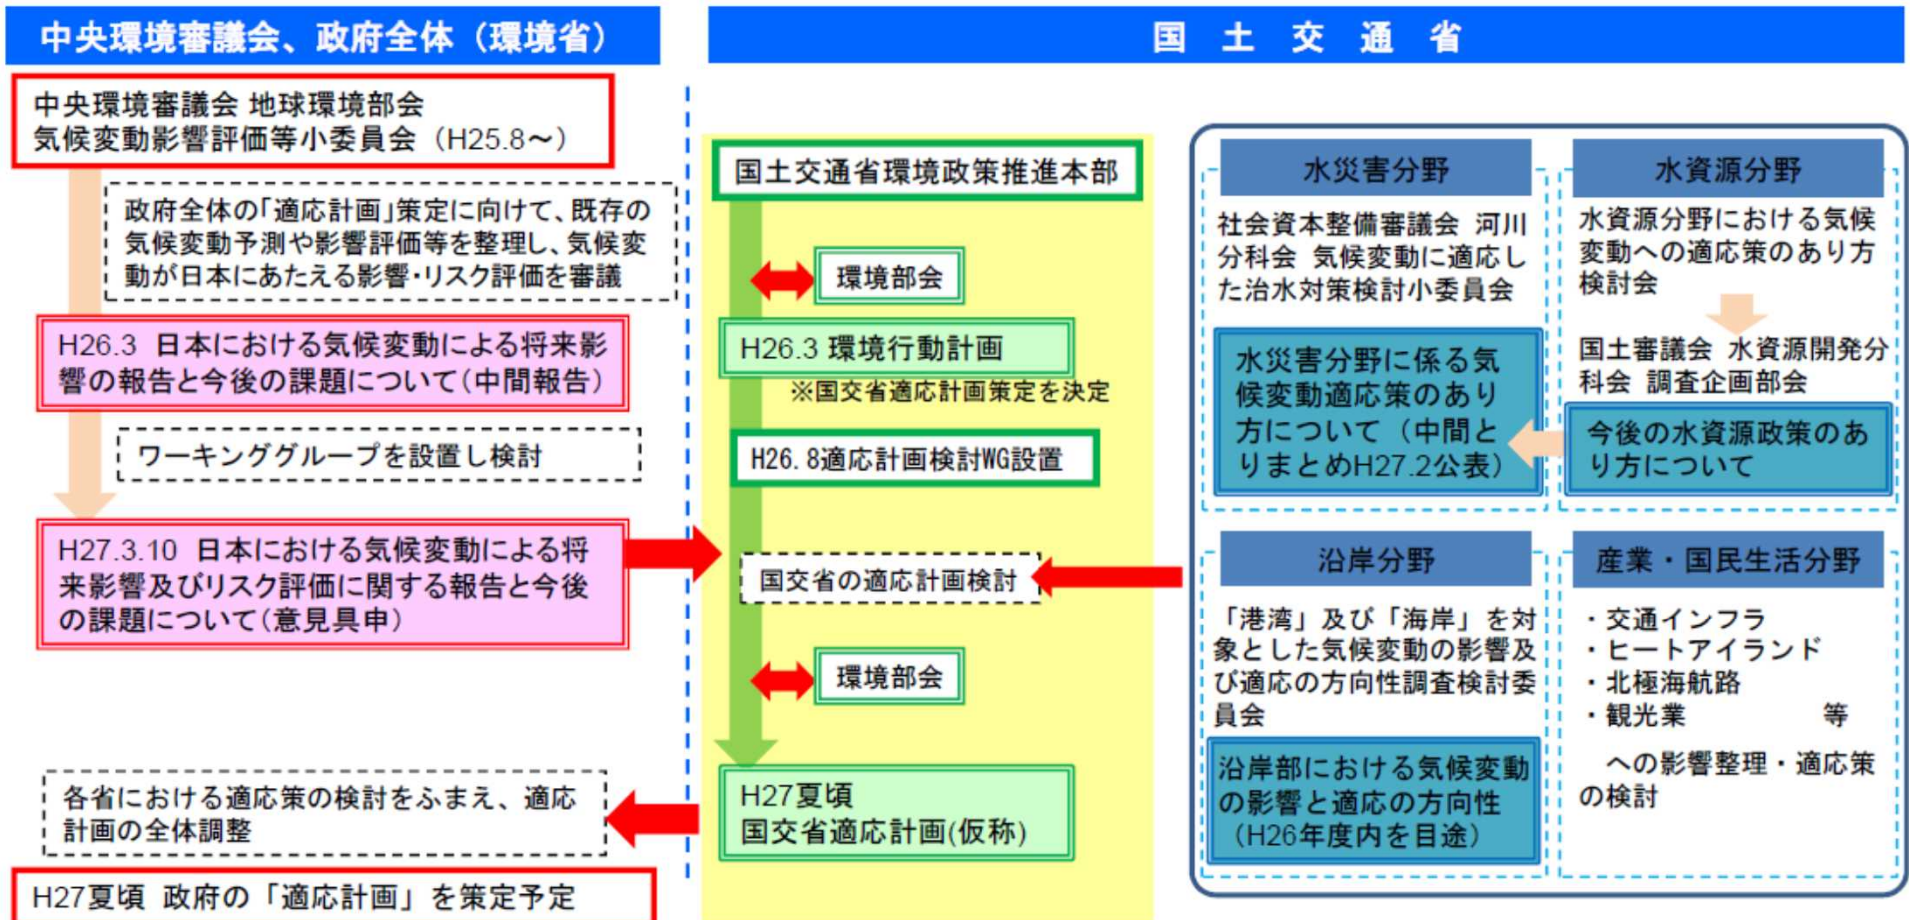 中央環境審議会、政府全体（環境省）
中央環境審議会 地球環境部会
気候変動影響評価等小委員会（H25.8～）
政府全体の｢適応計画｣策定に向けて、既存の
気候変動予測や影響評価等を整理し、気候変
動が日本にあたえる影響・リスク評価を審議
H26.3 日本における気候変動による将来影
響の報告と今後の課題について（中間報告）
ワーキンググループを設置し検討
H27.3.10 日本における気候変動による将
来影響及びリスク評価に関する報告と今後
の課題について（意見具申）
各省における適応策の検討をふまえ、適応
計画の全体調整
H27夏頃 政府の「適応計画」を策定予定
国 土 交 通 省
国土交通省環境政策推進本部
環境部会
H26.3 環境行動計画
※国交省適応計画策定を決定
H26.8適応計画検討WG設置
国交省の適応計画検討
環境部会
H27夏頃
国交省適応計画(仮称)
水災害分野
社会資本整備審議会 河川
分科会 気候変動に適応し
た治水対策検討小委員会
水災害分野に係る気
候変動適応策のあり
方について（中間と
りまとめH27.2公表）
水資源分野
水資源分野における気候
変動への適応策のあり方
検討会
国土審議会 水資源開発分
科会 調査企画部会
今後の水資源政策のあ
り方について
沿岸分野
「港湾」及び「海岸」を対
象とした気候変動の影響及
び適応の方向性調査検討委
員会
沿岸部における気候変動
の影響と適応の方向性
（H26年度内を目途）
産業・国民生活分野
・交通インフラ
・ヒートアイランド
・北極海航路
・観光業 等
への影響整理・適応策
の検討